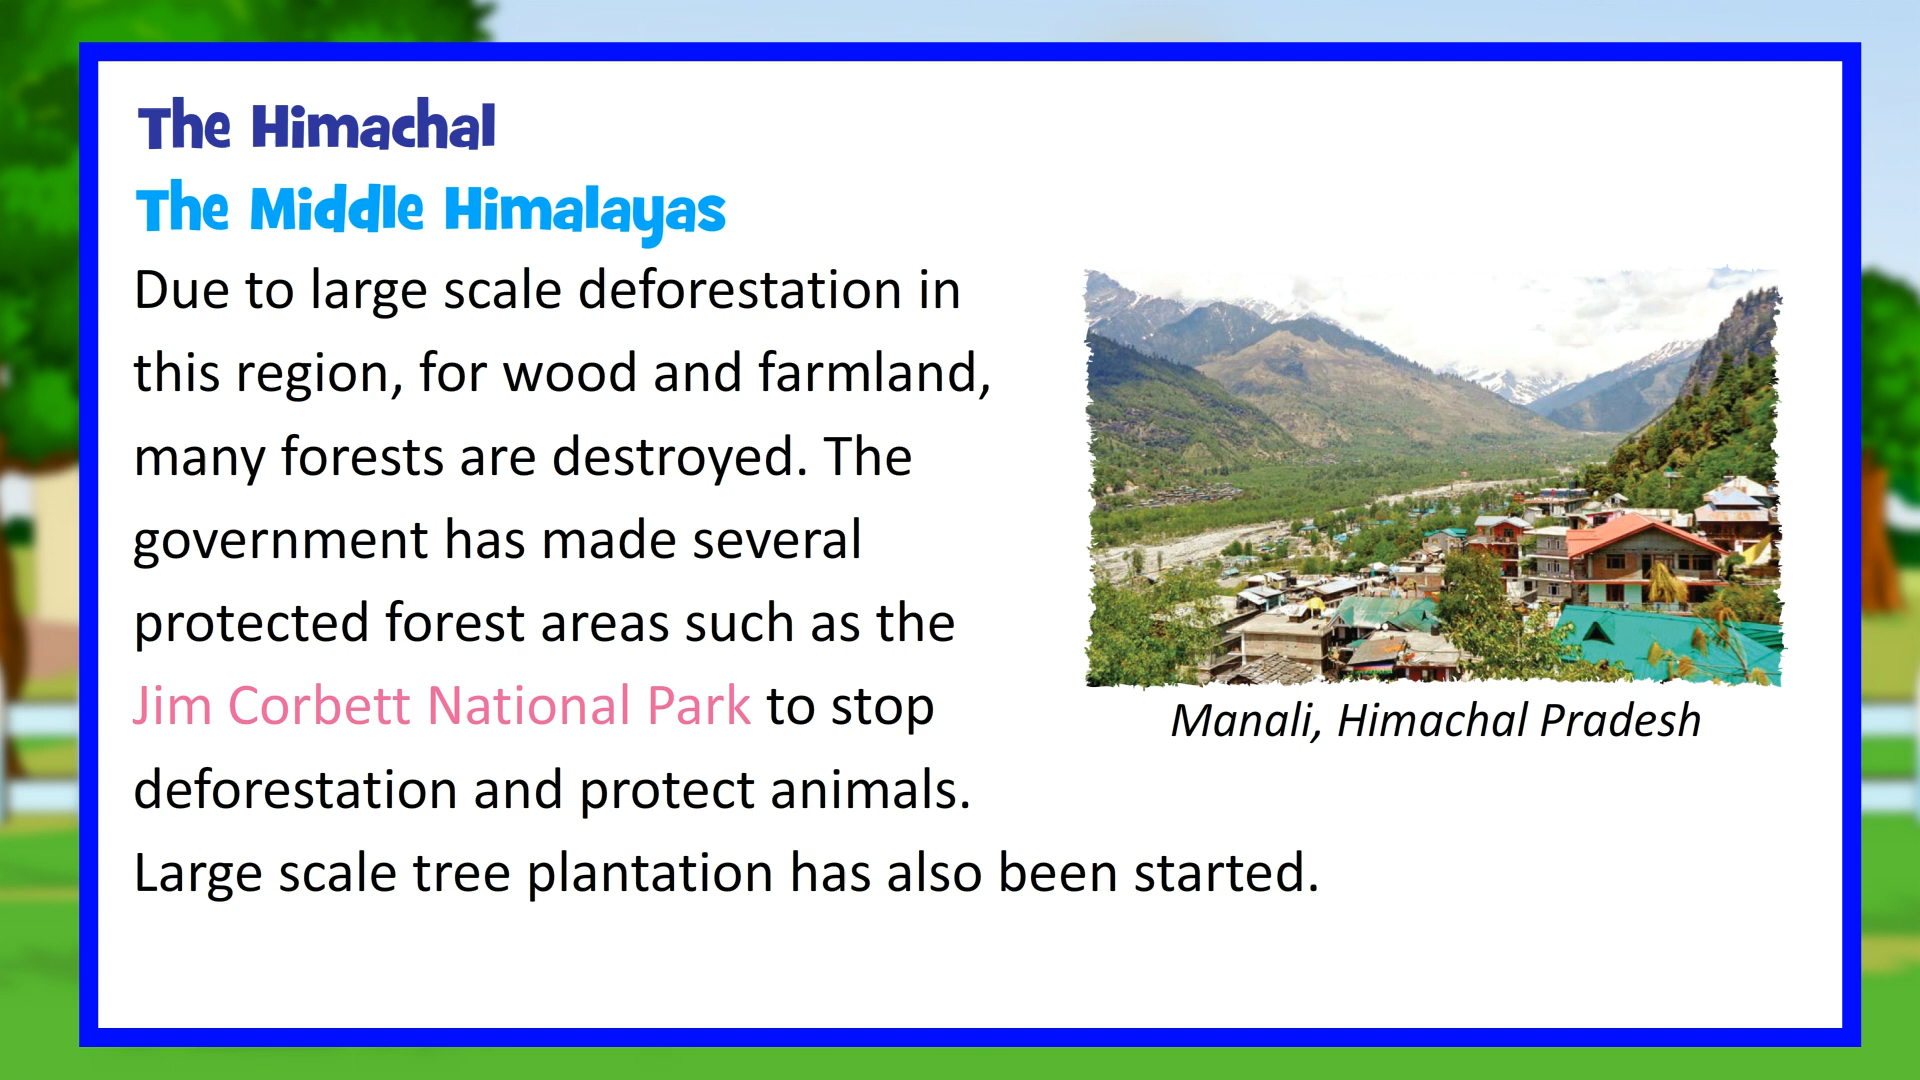 The Himachal
The Middle Himalayas
Due to large scale deforestation in
this region, for wood and farmland,
many forests are destroyed. The
government has made several
protected forest areas such as the
Jim Corbett National Park to stop
deforestation and protect animals.
Large scale tree plantation has also been started.
Manali, Himachal Pradesh